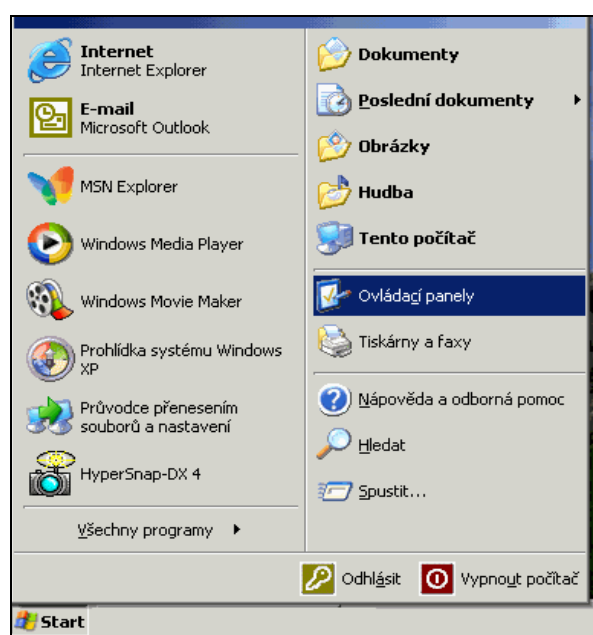 Internet
Internet Explorer
E-mail
Microsoft Outlook
MSN Explorer
Windows Media Player
Windows Movie Maker
Prohlídka systému Windows
XP
Průvodce přenesením
souborů a nastavení
HyperSnap-DX 4
Všechny programy
Dokumenty
Poslední dokumenty
Obrázky
Hudba
Tento počítač
Ovládací panely
Tiskárny a faxy
Nápověda a odborná pomoc
Hledat
Spustit...
Odhlásit
Vypnout počítač
Start